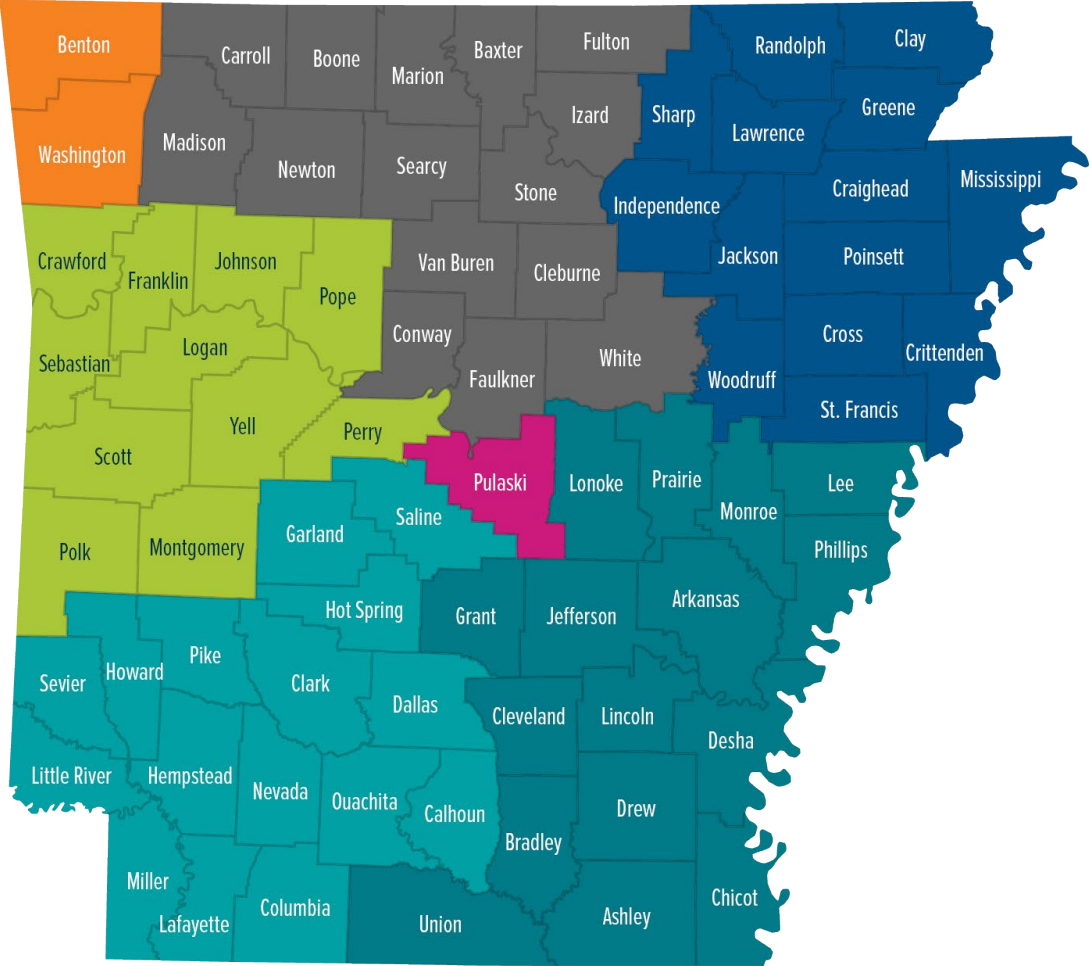 Benton
Carroll
Boone
Marion
Baxter
Fulton
Randolph
Clay
Washington
Madison
Newton
Searcy
Stone
Izard
Sharp
Lawrence
Greene
Independence
Craighead
Mississippi
Crawford
Franklin
Johnson
Pope
Van Buren
Cleburne
Jackson
Poinsett
Sebastian
Logan
Conway
Faulkner
White
Woodruff
Cross
Crittenden
St. Francis
Scott
Yell
Perry
Pulaski
Lonoke
Prairie
Monroe
Lee
Phillips
Polk
Montgomery
Garland
Saline
Hot Spring
Grant
Jefferson
Arkansas
Sevier
Howard
Pike
Clark
Dallas
Cleveland
Lincoln
Desha
Little River
Hempstead
Nevada
Ouachita
Calhoun
Bradley
Drew
Miller
Lafayette
Columbia
Union
Ashley
Chicot